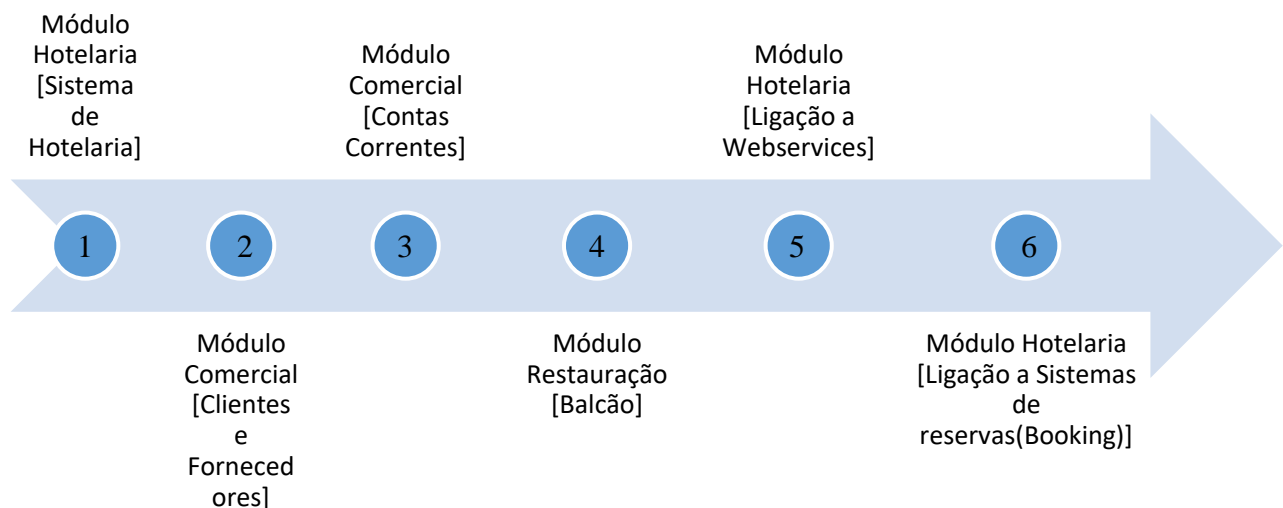 Módulo
Hotelaria
[Sistema
de
Hotelaria]
Módulo
Comercial
[Contas
Correntes]
Módulo
Hotelaria
[Ligação a
Webservices]
1
2
3
4
5
6
Módulo
Comercial
[Clientes
e
Forneced
ores]
Módulo
Restauração
[Balcão]
Módulo Hotelaria
[Ligação a Sistemas
de
reservas(Booking)]